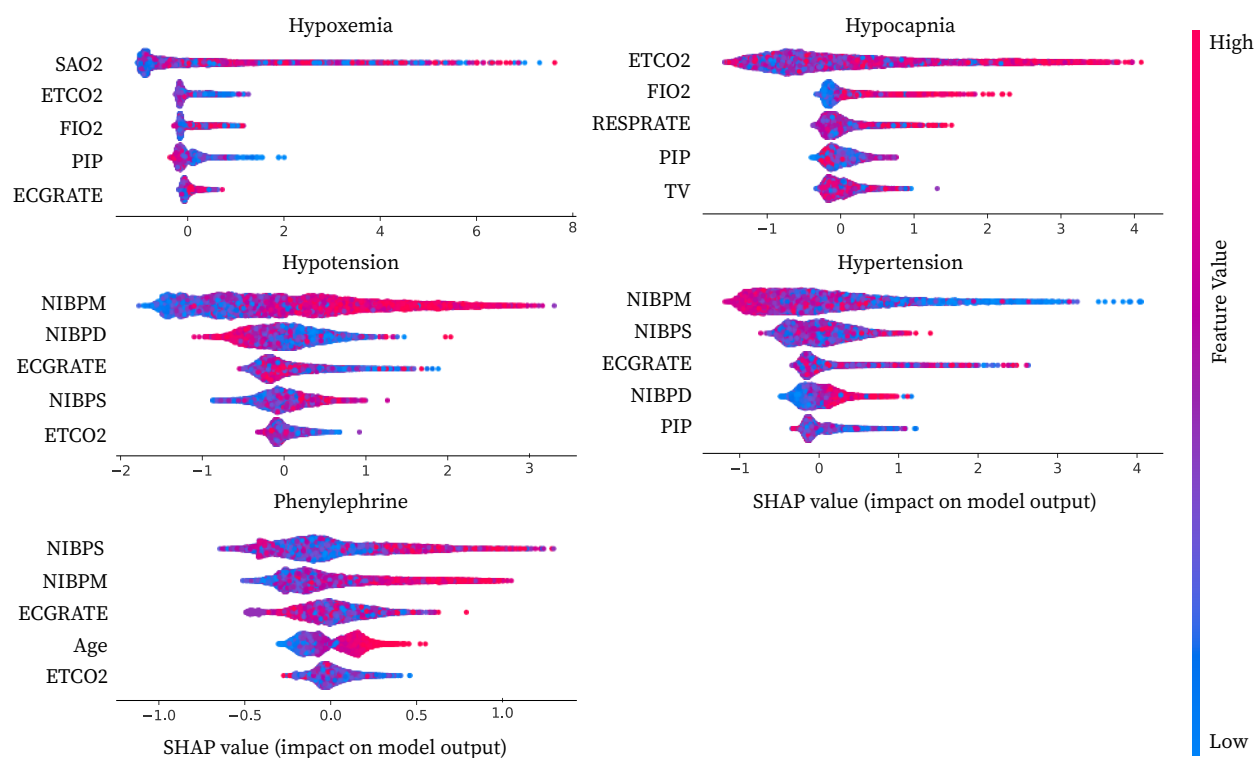 Hypoxemia
SAO2
ETCO2
FIO2
PIP
ECGRATE
0 2 4 6 8
Hypocapnia
ETCO2
FIO2
RESPRATE
PIP
TV
−1 0 1 2 3 4
Hypotension
NIBPM
NIBPD
ECGRATE
NIBPS
ETCO2
−2 −1 0 1 2 3
Hypertension
NIBPM
NIBPS
ECGRATE
NIBPD
PIP
−1 0 1 2 3 4
SHAP value (impact on model output)
Phenylephrine
NIBPS
NIBPM
ECGRATE
Age
ETCO2
−1.0 −0.5 0.0 0.5 1.0
SHAP value (impact on model output)
High
Feature Value
Low